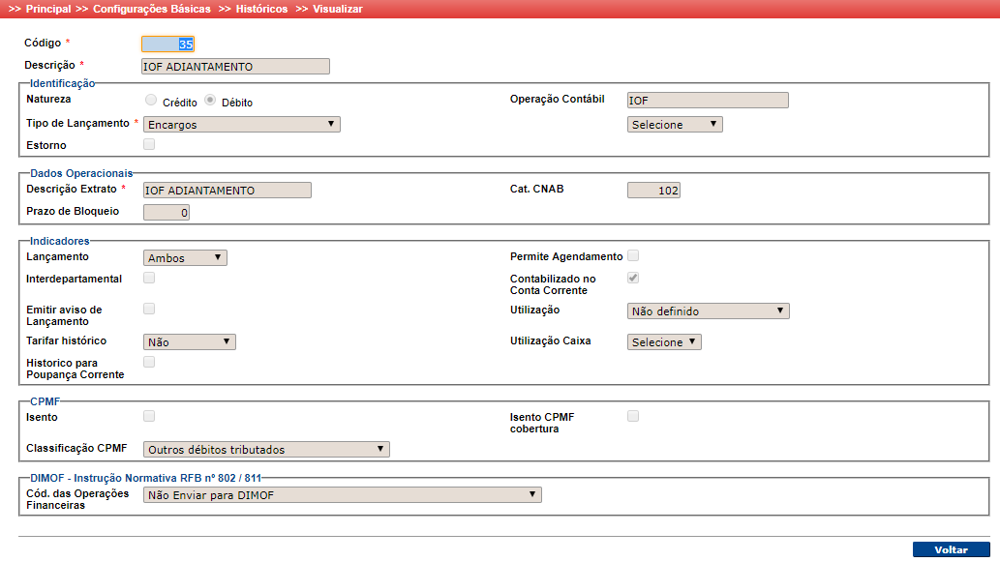 >> Principal >> Configurações Básicas >> Históricos >> Visualizar
Código * 35
Descrição * IOF ADIANTAMENTO
Identificação
Natureza Crédito Débito Operação Contábil IOF
Tipo de Lançamento * Encargos Selecione
Estorno
Dados Operacionais
Descrição Extrato * IOF ADIANTAMENTO Cat. CNAB 102
Prazo de Bloqueio 0
Indicadores
Lançamento Ambos Permite Agendamento
Interdepartamental Contabilizado no
Conta Corrente
Emitir aviso de Utilização Não definido
Lançamento
Tarifar histórico Não Utilização Caixa Selecione
Historico para
Poupança Corrente
CPMF
Isento Isento CPMF
cobertura
Classificação CPMF Outros débitos tributados
DIMOF - Instrução Normativa RFB nº 802 / 811
Cód. das Operações Não Enviar para DIMOF
Financeiras
Voltar